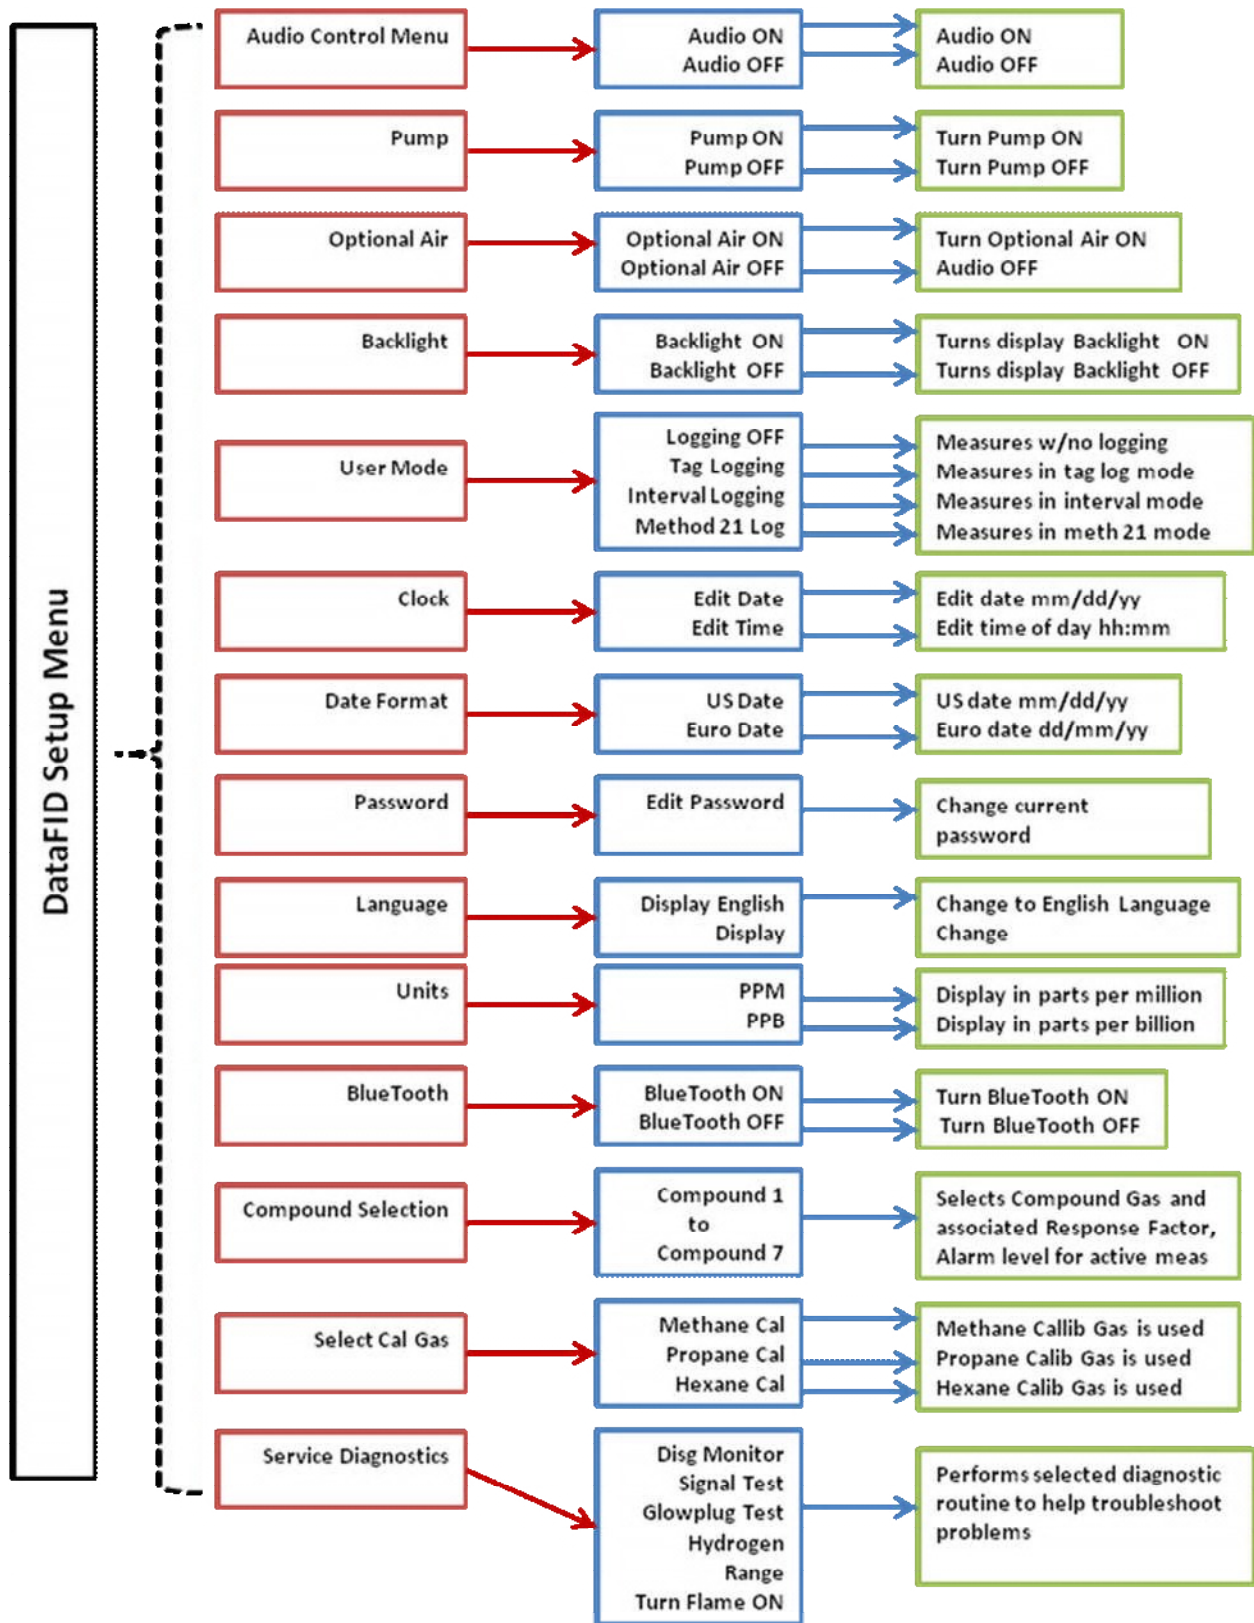 DataFID Setup Menu
Audio Control Menu
Audio ON
Audio OFF
Audio ON
Audio OFF
Pump
Pump ON
Pump OFF
Turn Pump ON
Turn Pump OFF
Optional Air
Optional Air ON
Optional Air OFF
Turn Optional Air ON
Audio OFF
Backlight
Backlight ON
Backlight OFF
Turns display Backlight ON
Turns display Backlight OFF
User Mode
Logging OFF
Tag Logging
Interval Logging
Method 21 Log
Measures w/no logging
Measures in tag log mode
Measures in interval mode
Measures in meth 21 mode
Clock
Edit Date
Edit Time
Edit date mm/dd/yy
Edit time of day hh:mm
Date Format
US Date
Euro Date
US date mm/dd/yy
Euro date dd/mm/yy
Password
Edit Password
Change current
password
Language
Display English
Display
Change to English Language
Change
Units
PPM
PPB
Display in parts per million
Display in parts per billion
BlueTooth
BlueTooth ON
BlueTooth OFF
Turn BlueTooth ON
Turn BlueTooth OFF
Compound Selection
Compound 1
to
Compound 7
Selects Compound Gas and
associated Response Factor,
Alarm level for active meas
Select Cal Gas
Methane Cal
Propane Cal
Hexane Cal
Methane Callib Gas is used
Propane Calib Gas is used
Hexane Calib Gas is used
Service Diagnostics
Disg Monitor
Signal Test
Glowplug Test
Hydrogen
Range
Turn Flame ON
Performs selected diagnostic
routine to help troubleshoot
problems